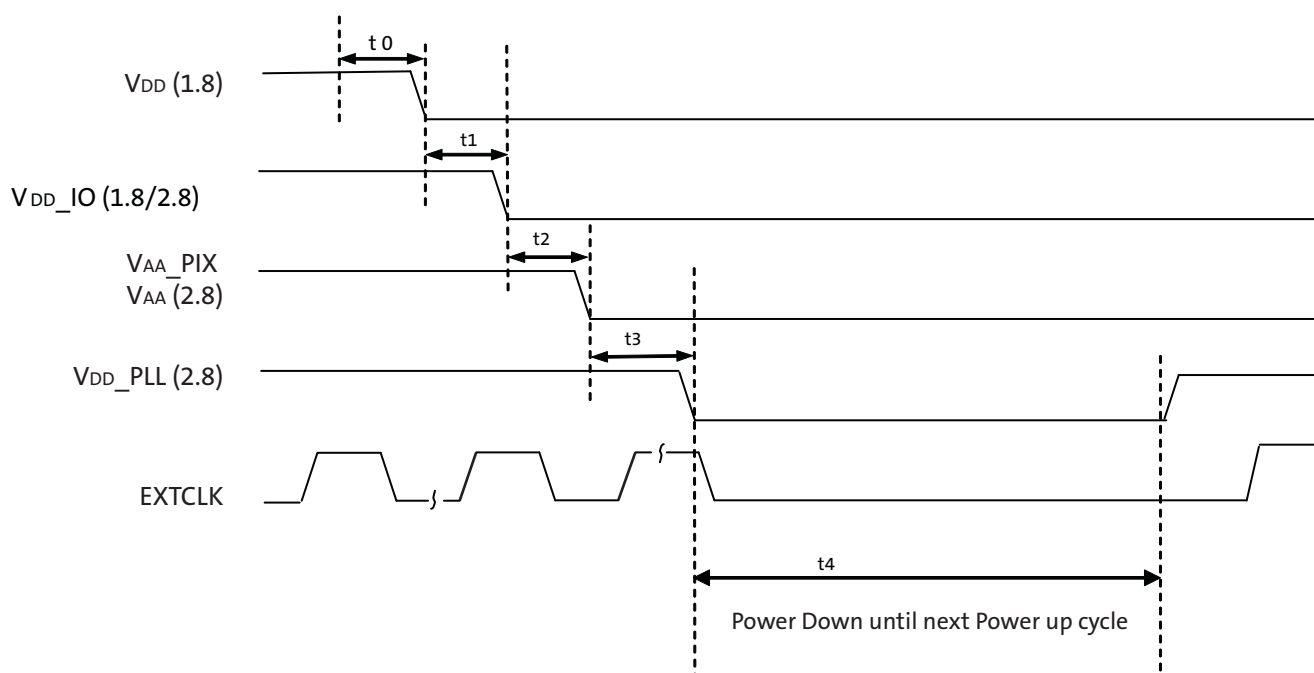 t 0
VDD (1.8)
t1
VDD_IO (1.8/2.8)
t2
VAA_PIX
VAA (2.8)
t3
VDD_PLL (2.8)
EXTCLK
t4
Power Down until next Power up cycle